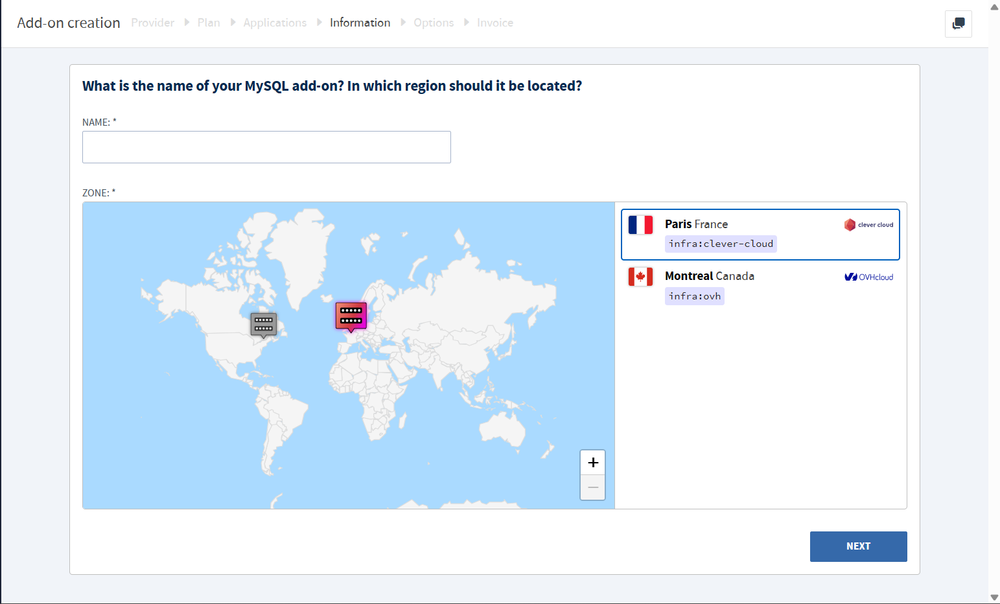 Add-on creation Provider Plan Applications Information Options Invoice
What is the name of your MySQL add-on? In which region should it be located?
NAME: *
ZONE: *
Paris France
clever cloud
infra:clever-cloud
Montreal Canada
OVHcloud
infra:ovh
+
−
NEXT